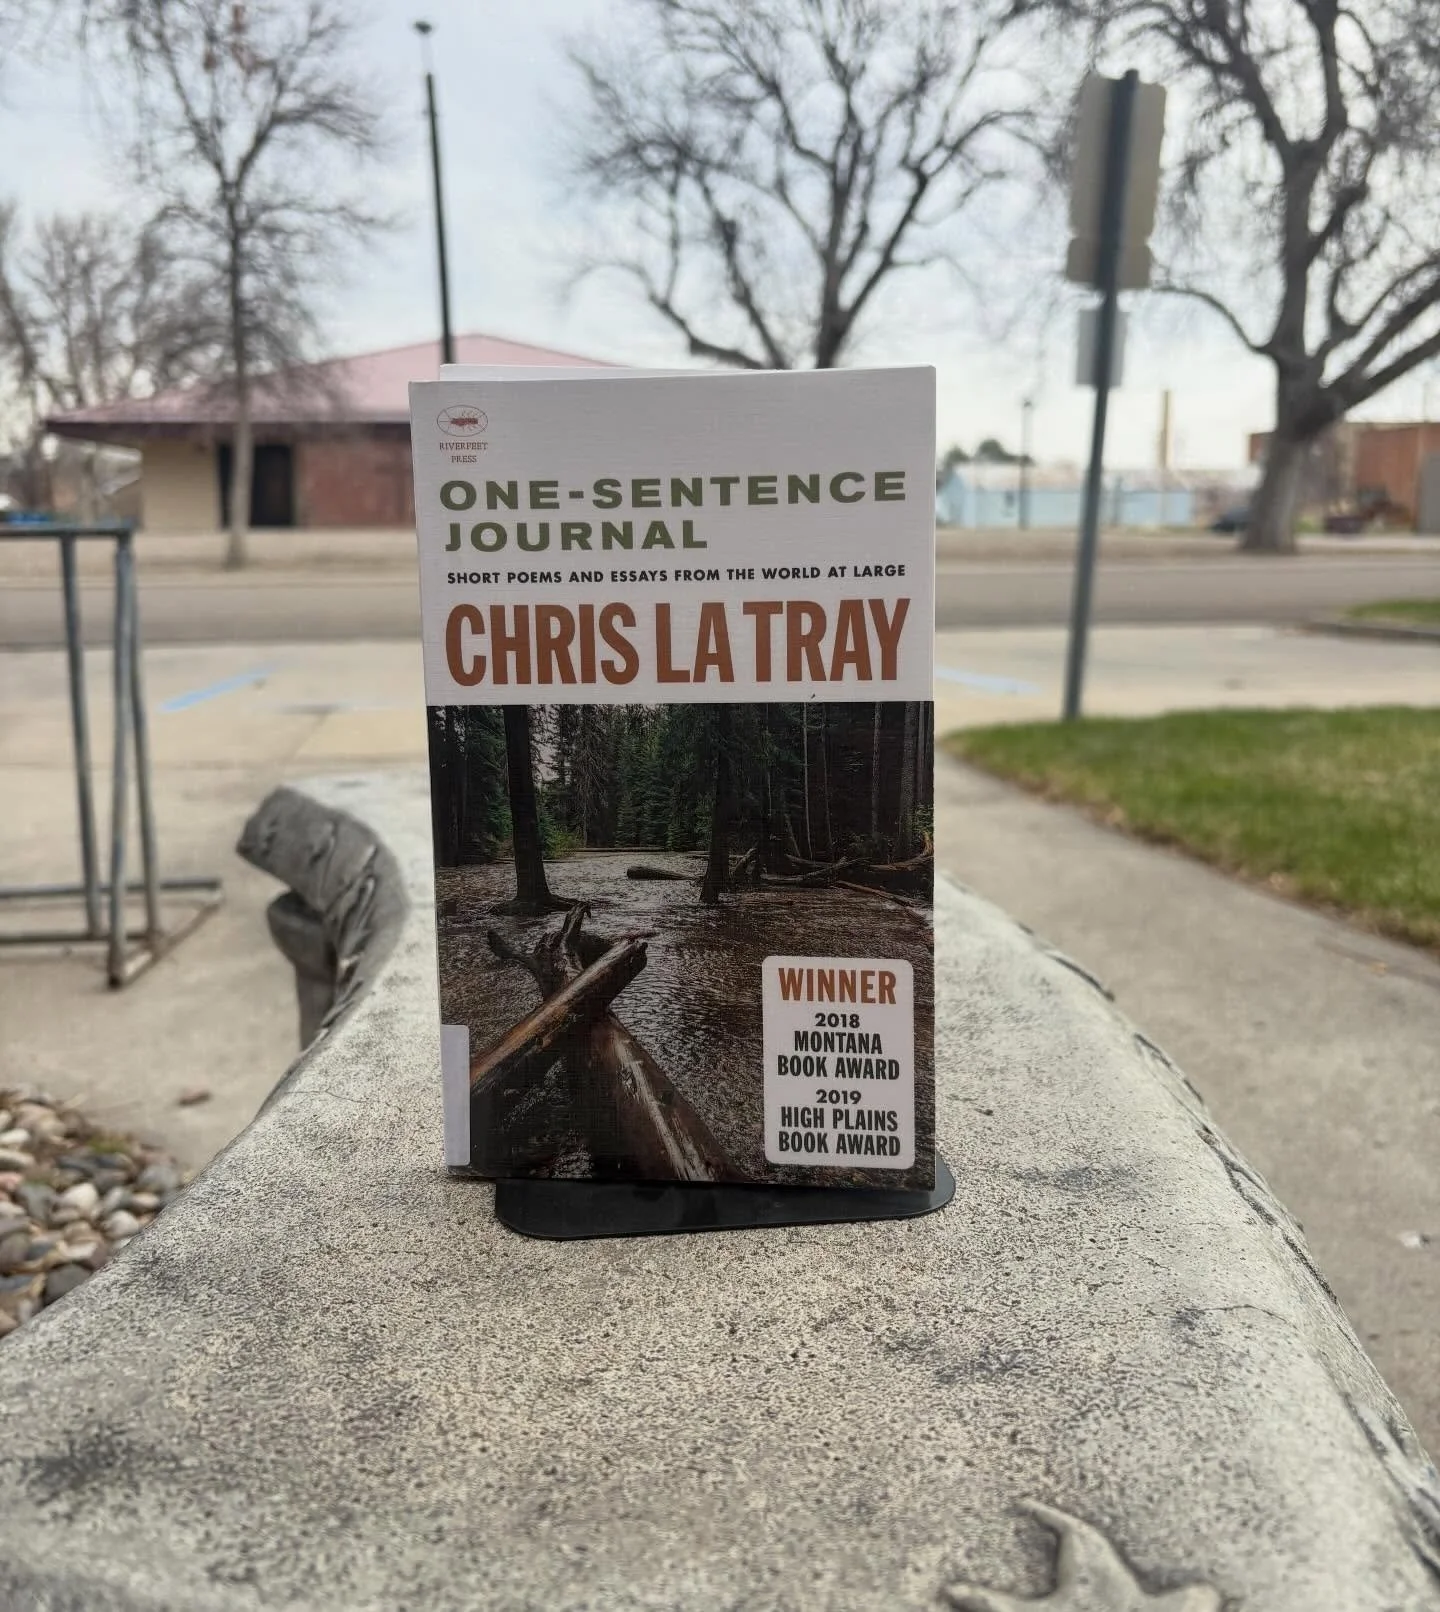 RIVERFEET
PRESS
ONE-SENTENCE
JOURNAL
SHORT POEMS AND ESSAYS FROM THE WORLD AT LARGE
CHRIS LA TRAY
WINNER
2018
MONTANA
BOOK AWARD
2019
HIGH PLAINS
BOOK AWARD